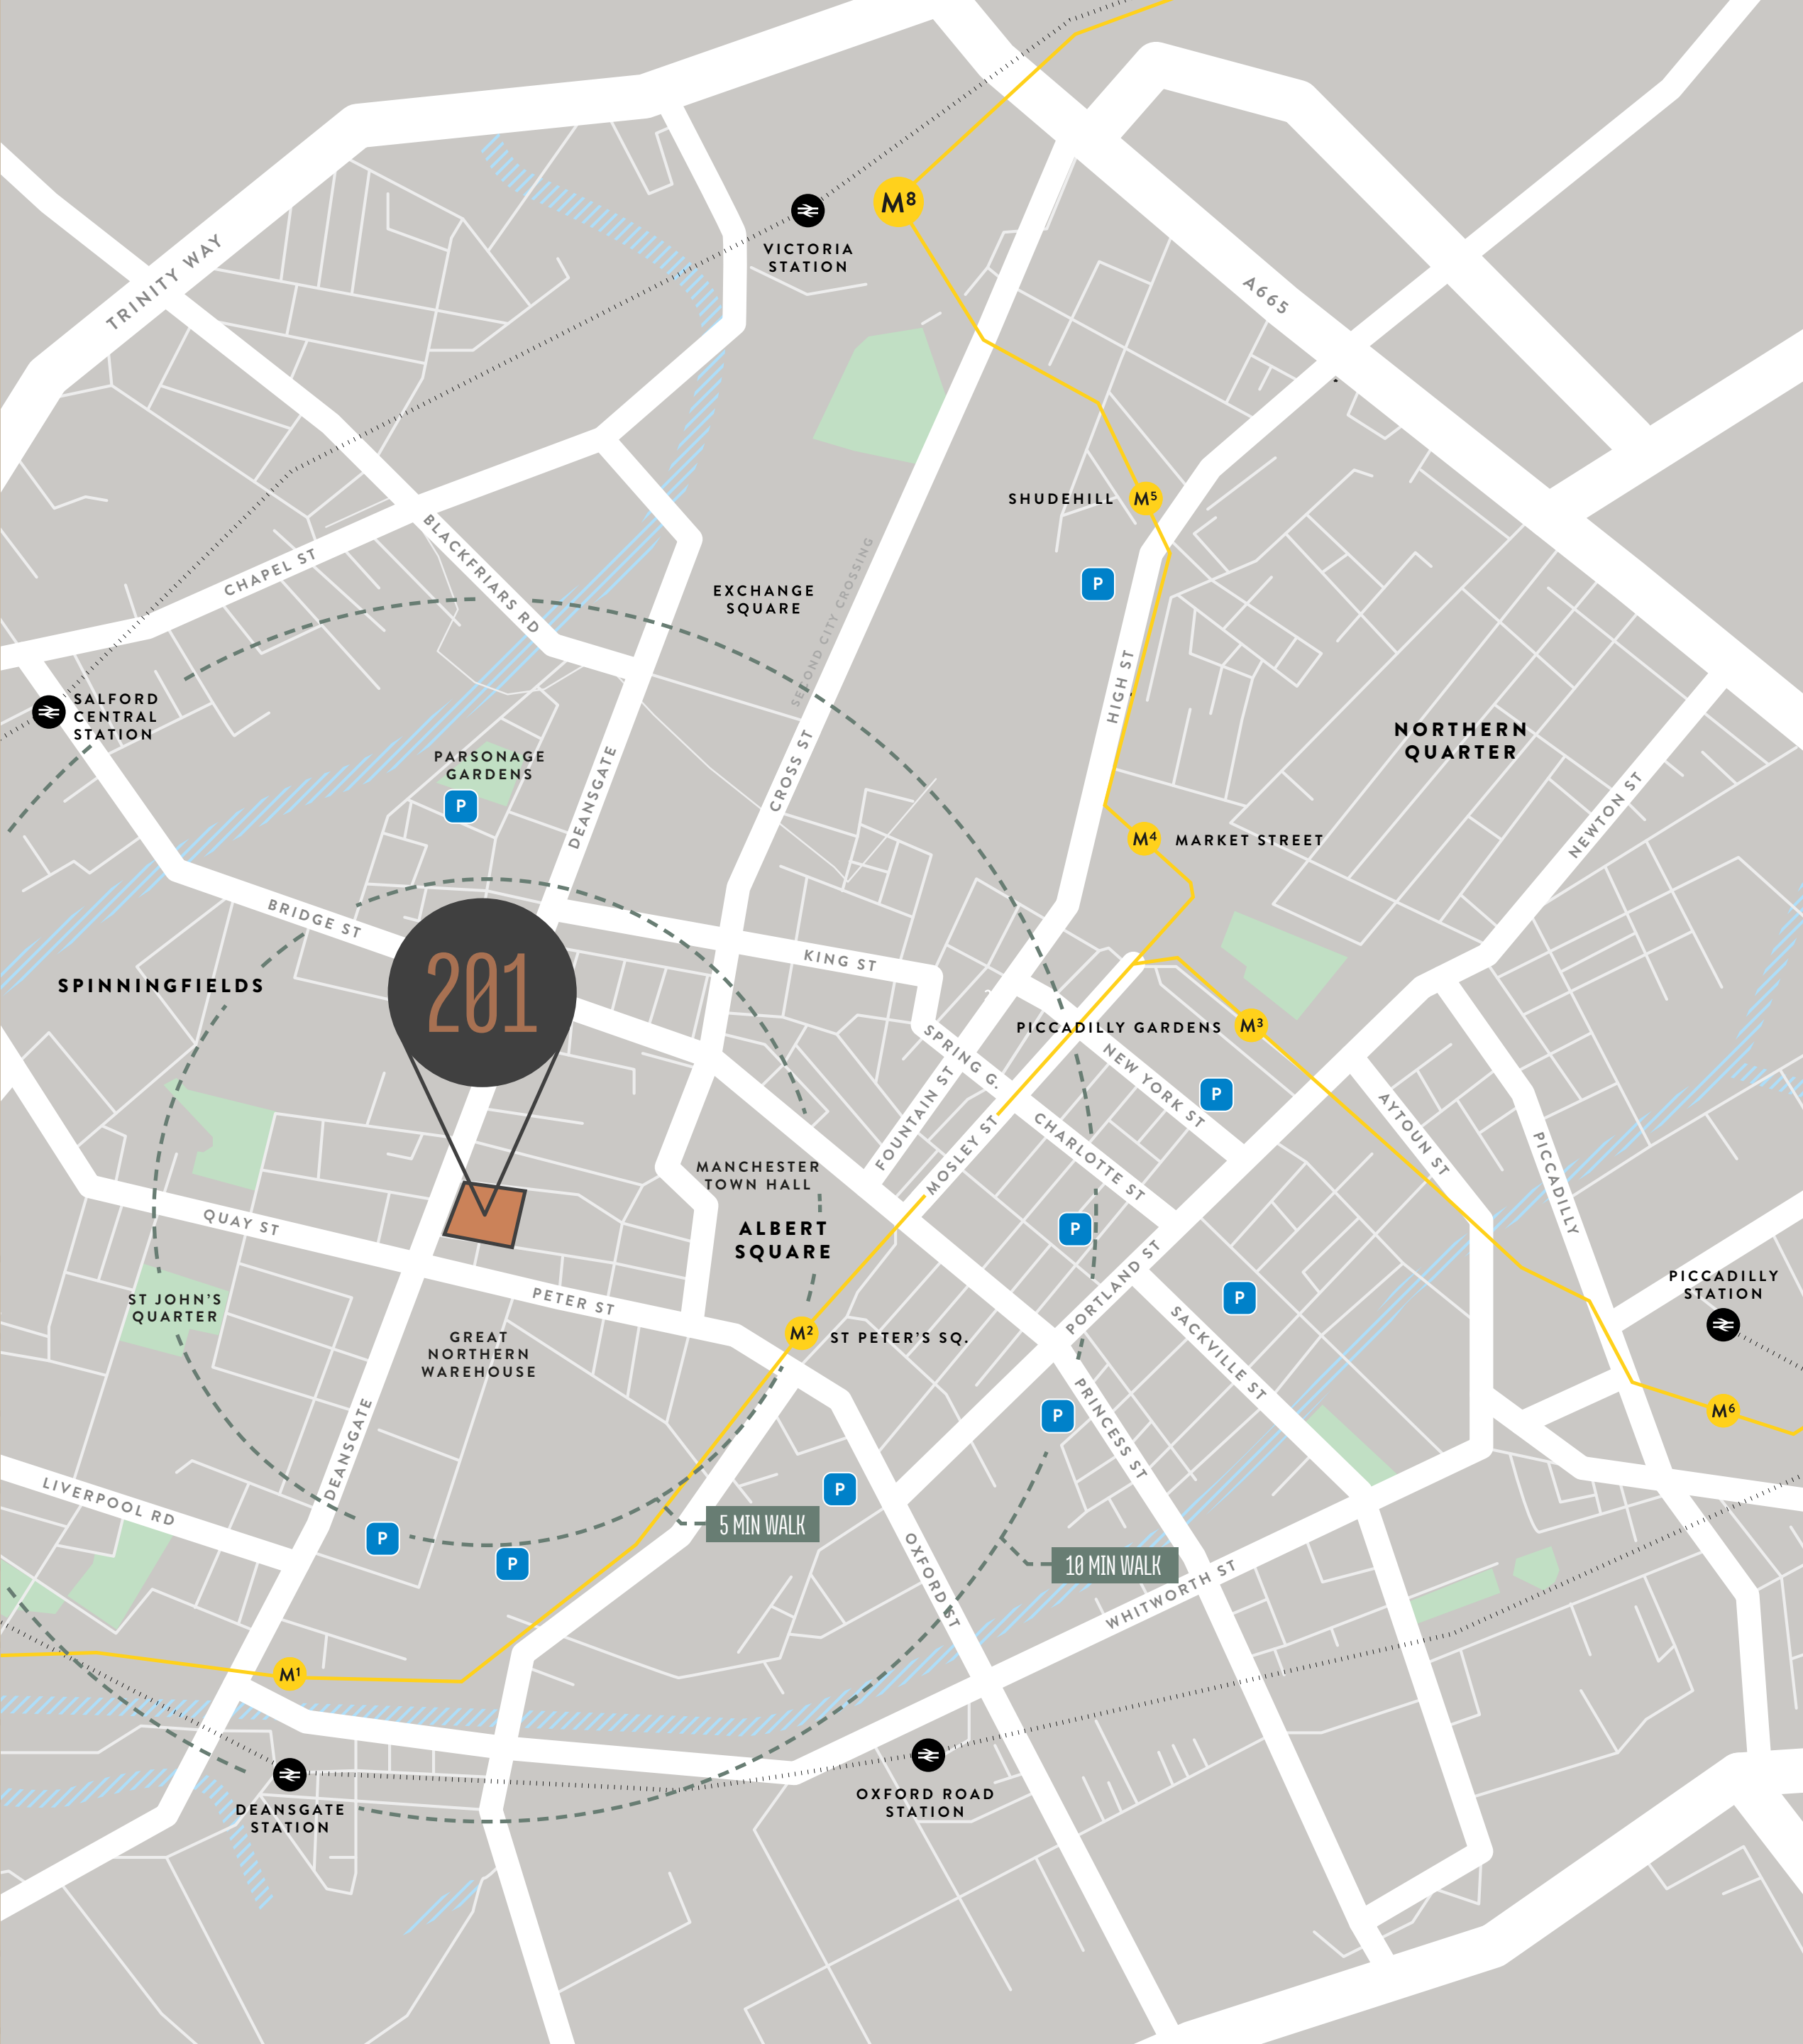 M8
VICTORIA
STATION
TRINITY WAY
A665
SHUDEHILL
M5
P
BLACKFRIARS RD
CHAPEL ST
EXCHANGE
SQUARE
SECOND CITY CROSSING
HIGH ST
SALFORD
CENTRAL
STATION
NORTHERN
QUARTER
PARSONAGE
GARDENS
P
DEANSGATE
CROSS ST
M4
MARKET STREET
NEWTON ST
BRIDGE ST
KING ST
SPINNINGFIELDS
201
PICCADILLY GARDENS
M3
SPRING G.
NEW YORK ST
P
FOUNTAIN ST
MOSLEY ST
CHARLOTTE ST
AYTOUN ST
PICCADILLY
MANCHESTER
TOWN HALL
QUAY ST
ALBERT
SQUARE
P
PORTLAND ST
P
PICCADILLY
STATION
ST JOHN'S
QUARTER
PETER ST
GREAT
NORTHERN
WAREHOUSE
M2
ST PETER'S SQ.
SACKVILLE ST
PRINCESS ST
P
M6
DEANSGATE
LIVERPOOL RD
P
5 MIN WALK
P
P
OXFORD ST
10 MIN WALK
WHITWORTH ST
M1
DEANSGATE
STATION
OXFORD ROAD
STATION